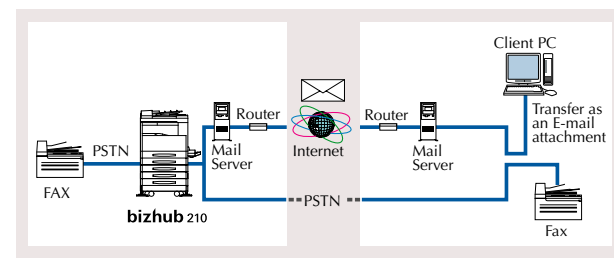 Client PC
Router
Router
PSTN
Mail
Server
Internet
Mail
Server
Transfer as
an E-mail
attachment
FAX
bizhub 210
PSTN
Fax